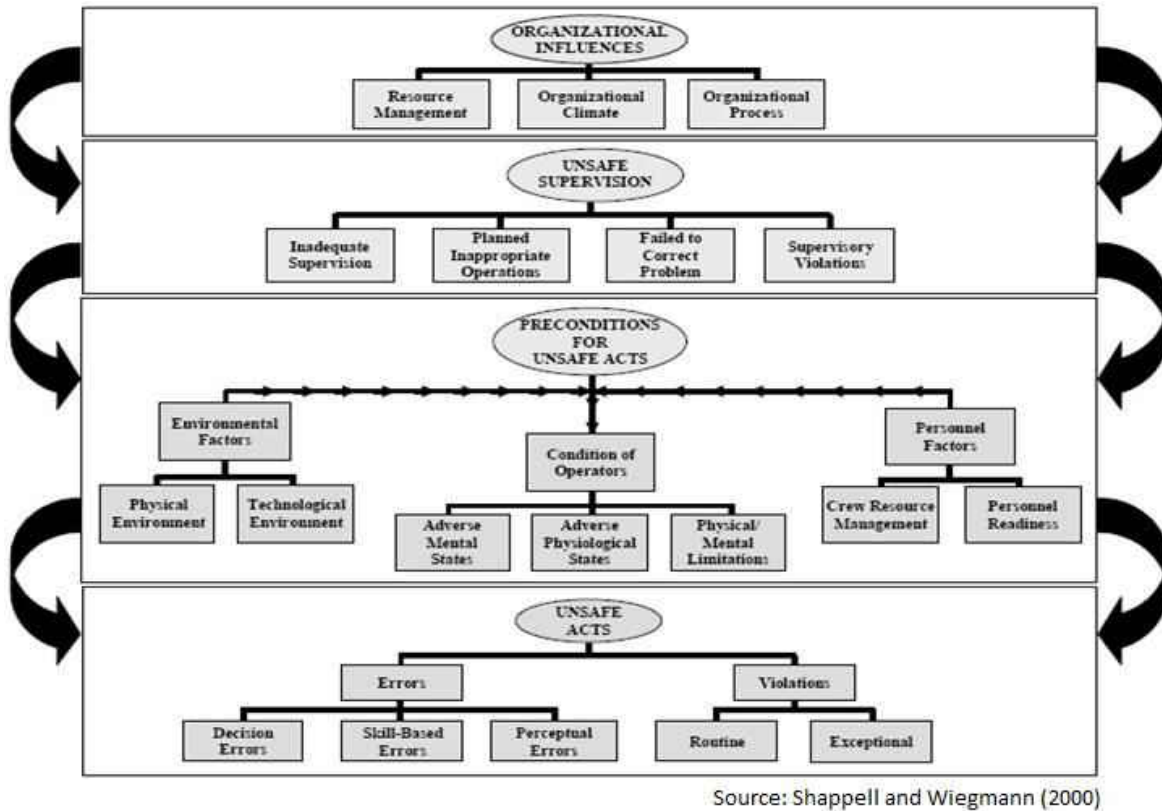 ORGANIZATIONAL
INFLUENCES
Resource
Management
Organizational
Climate
Organizational
Process
UNSAFE
SUPERVISION
Inadequate
Supervision
Planned
Inappropriate
Operations
Failed to
Correct
Problem
Supervisory
Violations
PRECONDITIONS
FOR
UNSAFE ACTS
Environmental
Factors
Condition of
Operators
Personnel
Factors
Physical
Environment
Technological
Environment
Adverse
Mental
States
Adverse
Physiological
States
Physical/
Mental
Limitations
Crew Resource
Management
Personnel
Readiness
UNSAFE
ACTS
Errors
Violations
Decision
Errors
Skill-Based
Errors
Perceptual
Errors
Routine
Exceptional
Source: Shappell and Wiegmann (2000)